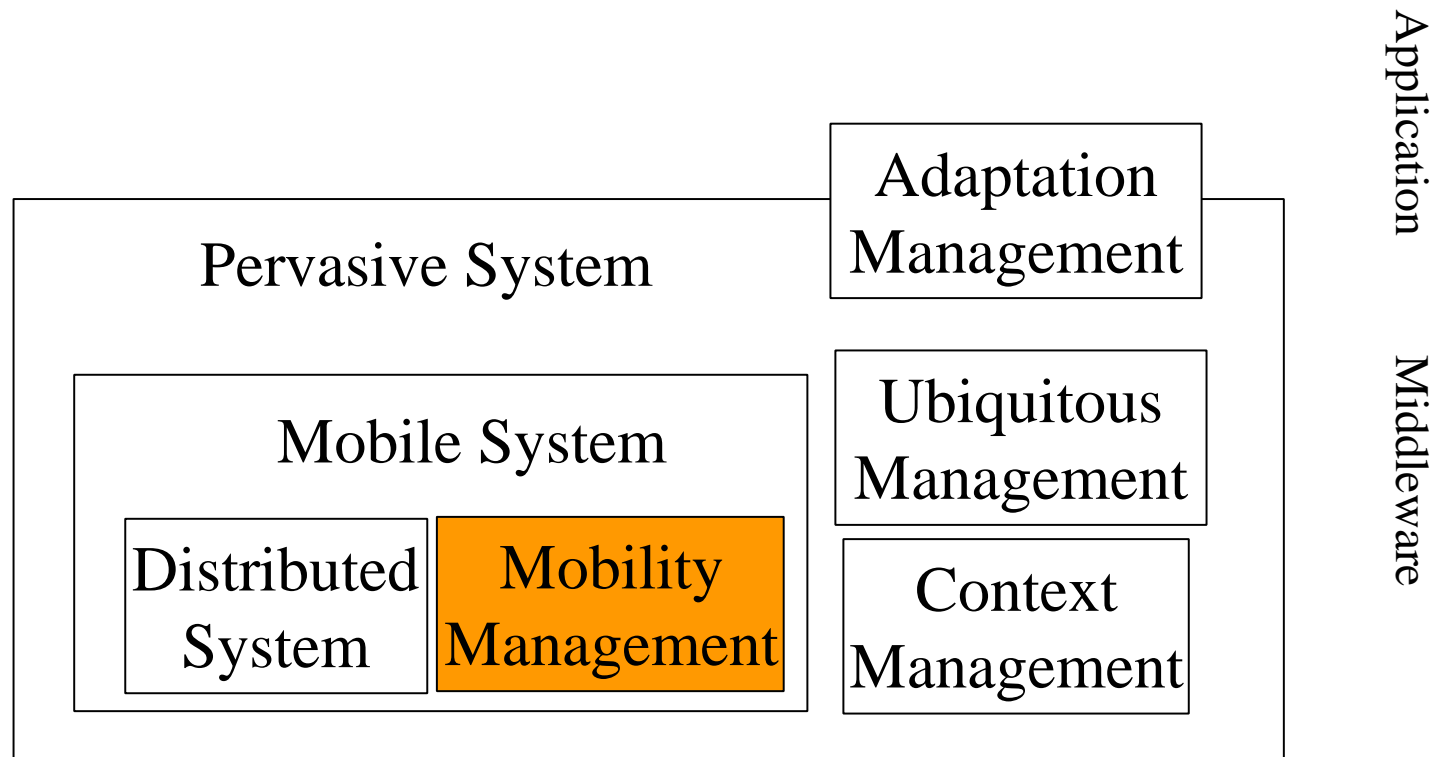 Application
Adaptation
Management
Pervasive System
Middleware
Ubiquitous
Management
Mobile System
Distributed
System
Mobility
Management
Context
Management